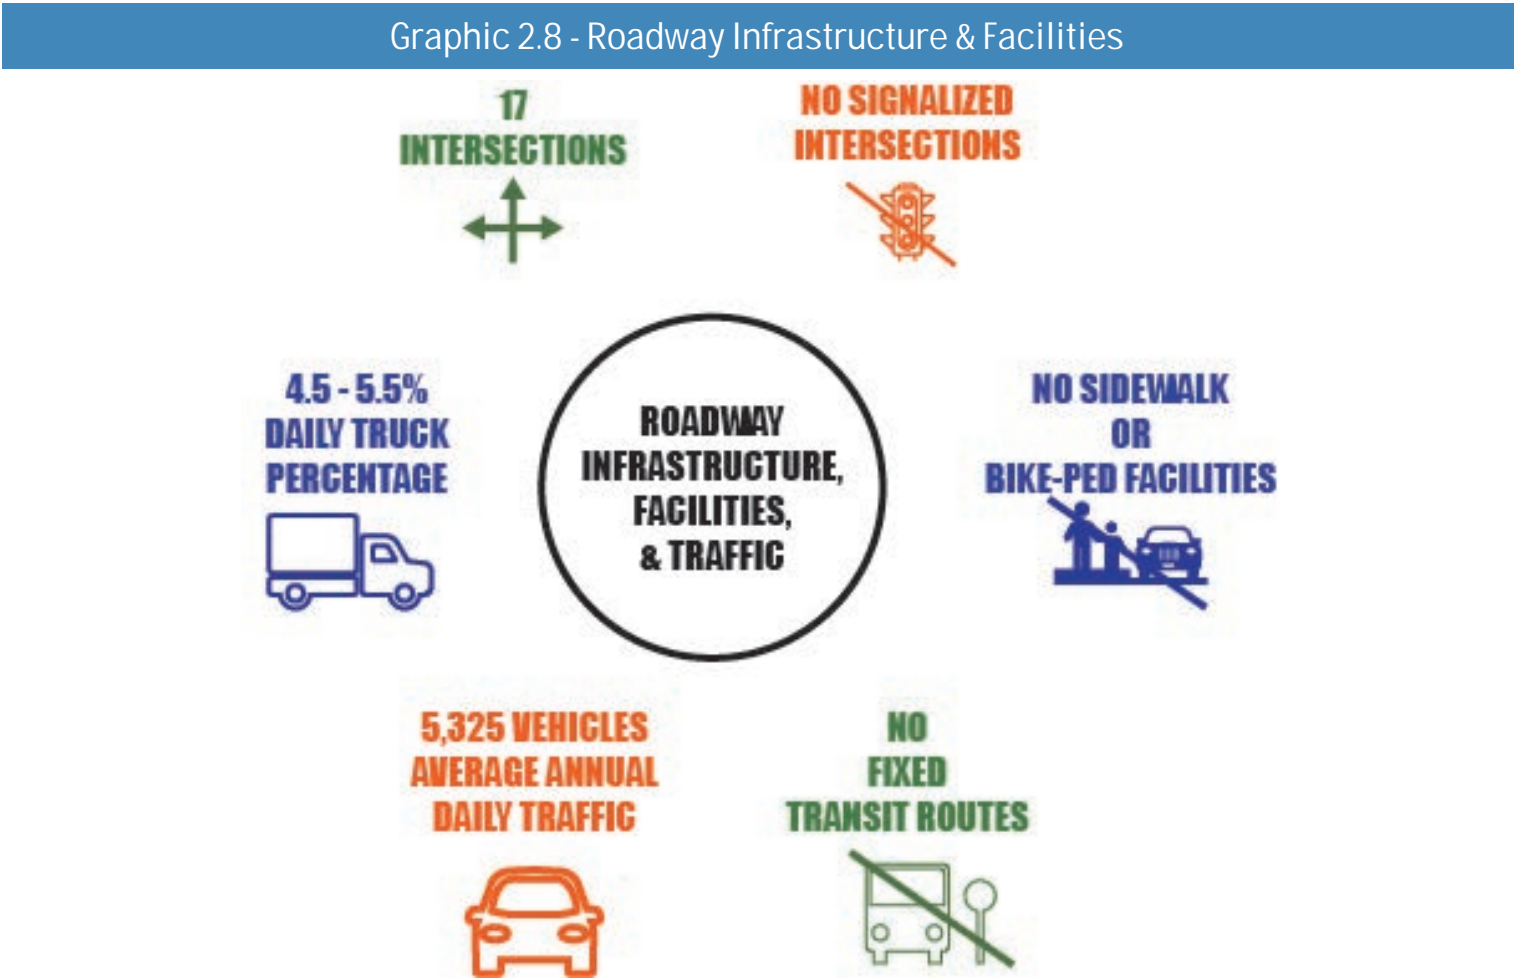 Graphic 2.8 - Roadway Infrastructure & Facilities
17
INTERSECTIONS
NO SIGNALIZED
INTERSECTIONS
4.5 - 5.5%
DAILY TRUCK
PERCENTAGE
ROADWAY
INFRASTRUCTURE,
FACILITIES,
& TRAFFIC
NO SIDEWALK
OR
BIKE-PED FACILITIES
5,325 VEHICLES
AVERAGE ANNUAL
DAILY TRAFFIC
NO
FIXED
TRANSIT ROUTES